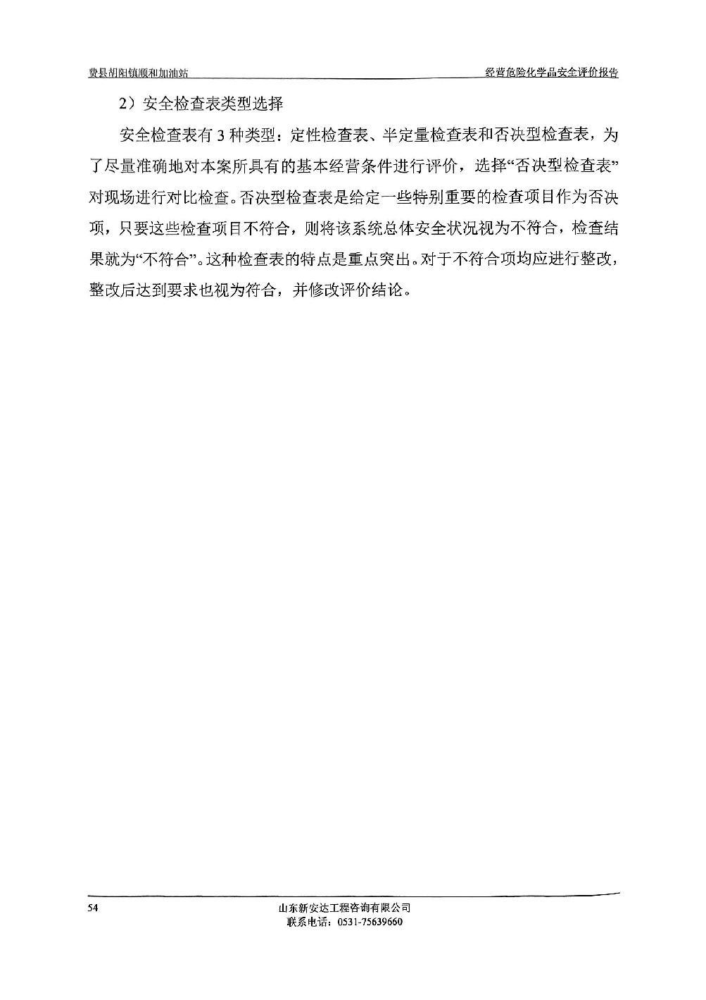 费县胡阳镇顺和加油站
经营危险化学品安全评价报告
2）安全检查表类型选择
安全检查表有 3 种类型：定性检查表、半定量检查表和否决型检查表，为
了尽量准确地对本案所具有的基本经营条件进行评价，选择“否决型检查表”
对现场进行对比检查。否决型检查表是给定一些特别重要的检查项目作为否决
项，只要这些检查项目不符合，则将该系统总体安全状况视为不符合，检查结
果就为“不符合”。这种检查表的特点是重点突出。对于不符合项均应进行整改，
整改后达到要求也视为符合，并修改评价结论。
54
山东新安达工程咨询有限公司
联系电话：0531-75639660